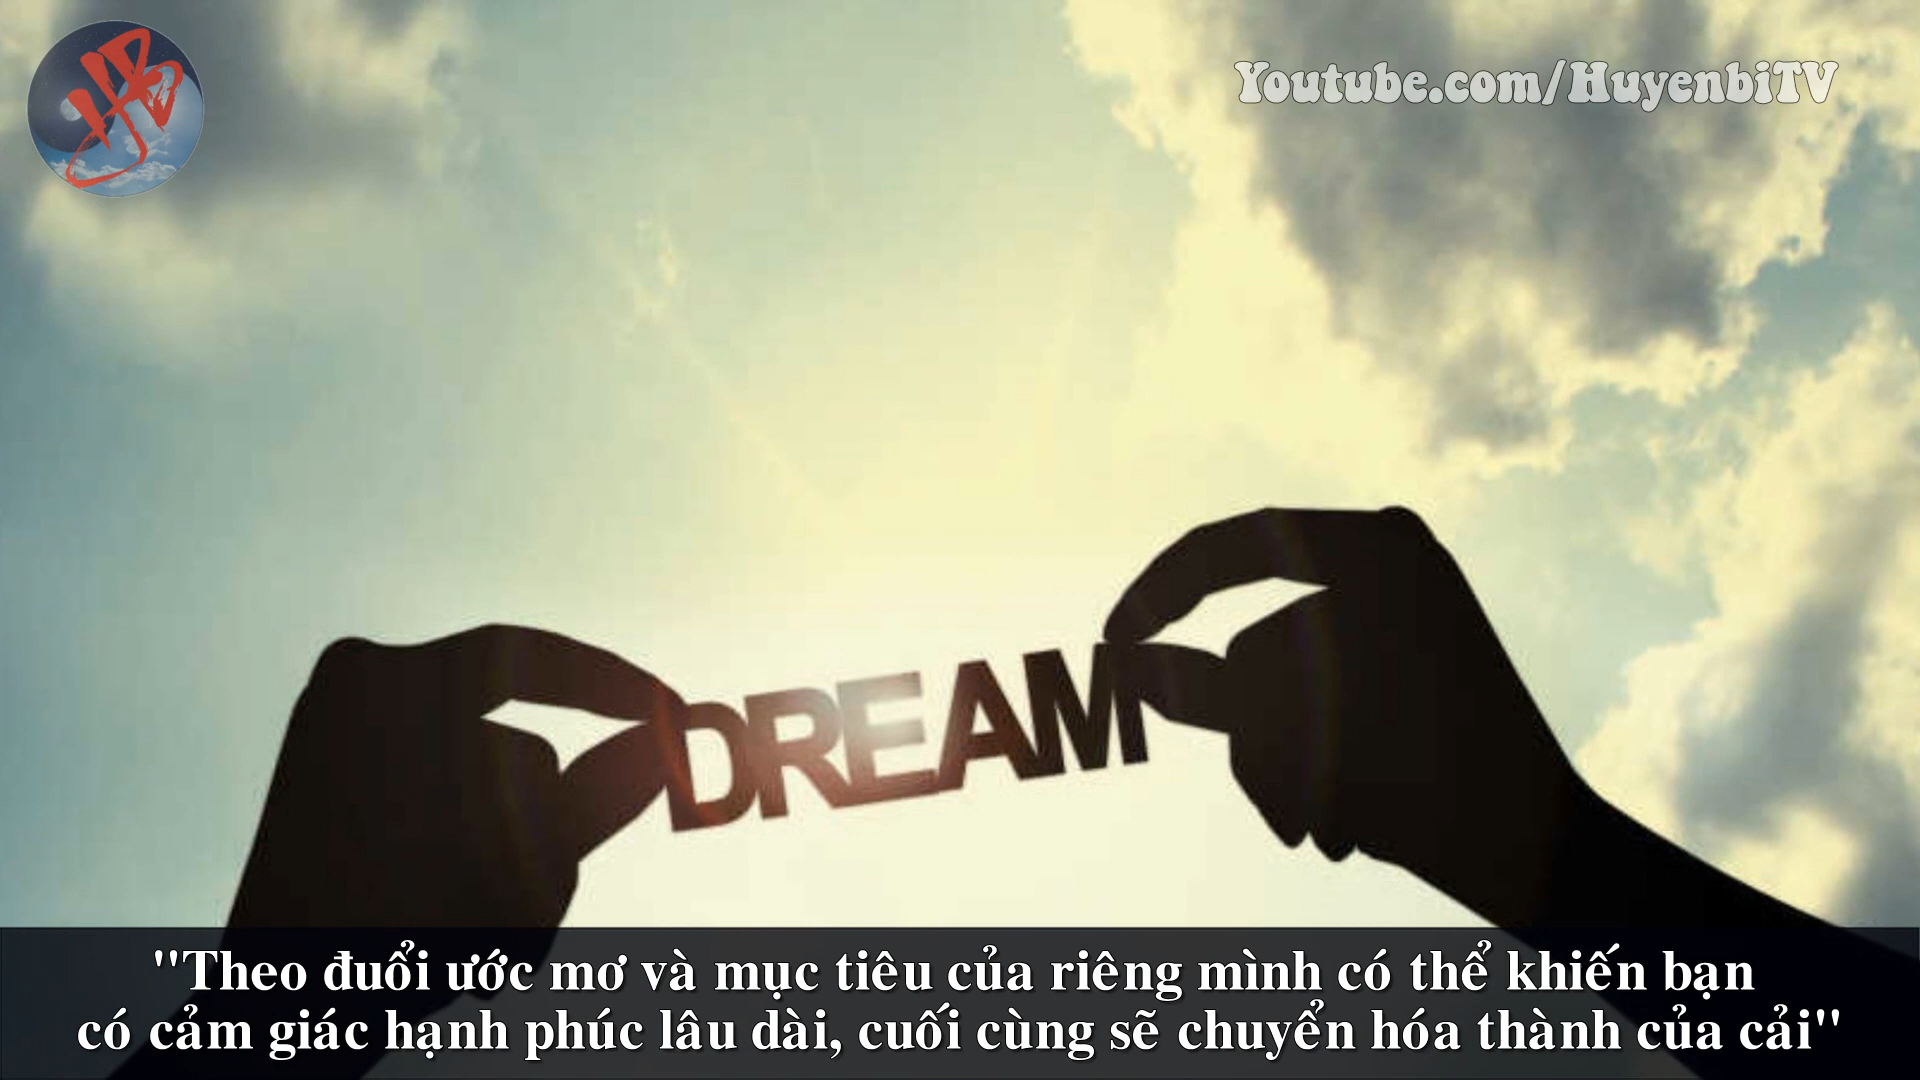 HB
Youtube.com/HuyenbiTV
DREAM
"Theo đuổi ước mơ và mục tiêu của riêng mình có thể khiến bạn
có cảm giác hạnh phúc lâu dài, cuối cùng sẽ chuyển hóa thành của cải"